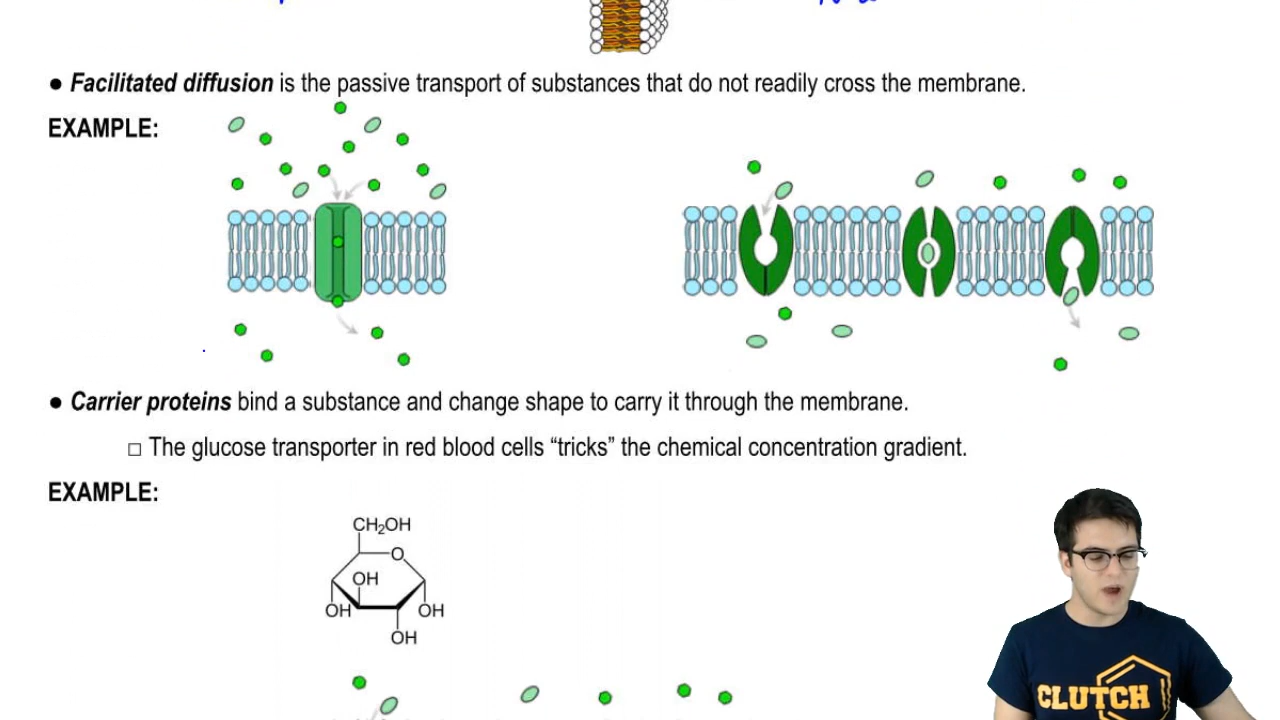 ● Facilitated diffusion is the passive transport of substances that do not readily cross the membrane.
EXAMPLE:
● Carrier proteins bind a substance and change shape to carry it through the membrane.
□ The glucose transporter in red blood cells “tricks” the chemical concentration gradient.
EXAMPLE:
CH₂OH
O
OH
OH
OH
OH
CLUTCH